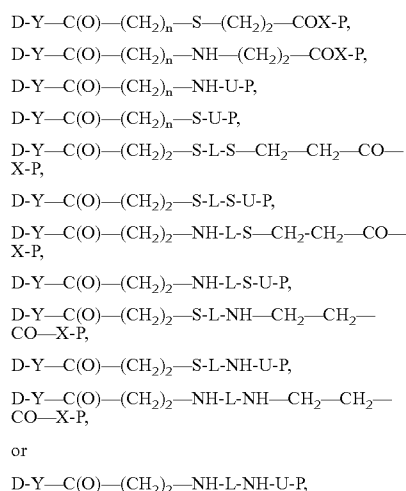 D-Y—C(O)—(CH₂)ₙ—S—(CH₂)₂—COX-P,
D-Y—C(O)—(CH₂)ₙ—NH—(CH₂)₂—COX-P,
D-Y—C(O)—(CH₂)ₙ—NH-U-P,
D-Y—C(O)—(CH₂)ₙ—S-U-P,
D-Y—C(O)—(CH₂)₂—S-L-S—CH₂—CH₂—CO—
X-P,
D-Y—C(O)—(CH₂)₂—S-L-S-U-P,
D-Y—C(O)—(CH₂)₂—NH-L-S—CH₂-CH₂—CO—
X-P,
D-Y—C(O)—(CH₂)₂—NH-L-S-U-P,
D-Y—C(O)—(CH₂)₂—S-L-NH—CH₂—CH₂—
CO—X-P,
D-Y—C(O)—(CH₂)₂—S-L-NH-U-P,
D-Y—C(O)—(CH₂)₂—NH-L-NH—CH₂—CH₂—
CO—X-P,
or
D-Y—C(O)—(CH₂)₂—NH-L-NH-U-P,